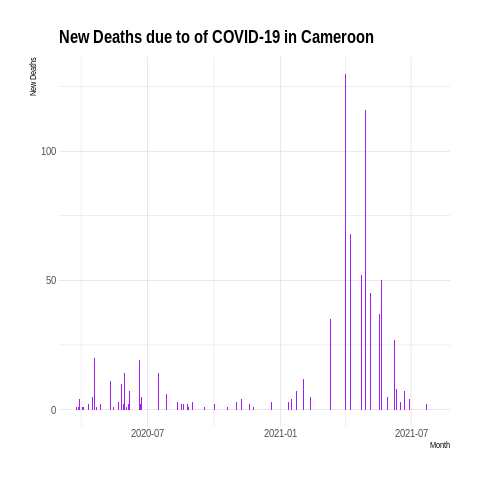 New Deaths due to of COVID-19 in Cameroon
New Deaths
100
50
0
2020-07
2021-01
2021-07
Month